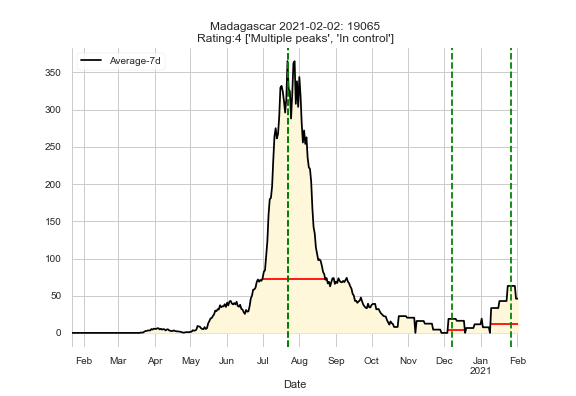 Madagascar 2021-02-02: 19065
Rating:4 ['Multiple peaks', 'In control']
Average-7d
350
300
250
200
150
100
50
0
Feb Mar Apr May Jun Jul Aug Sep Oct Nov Dec Jan Feb
2021
Date